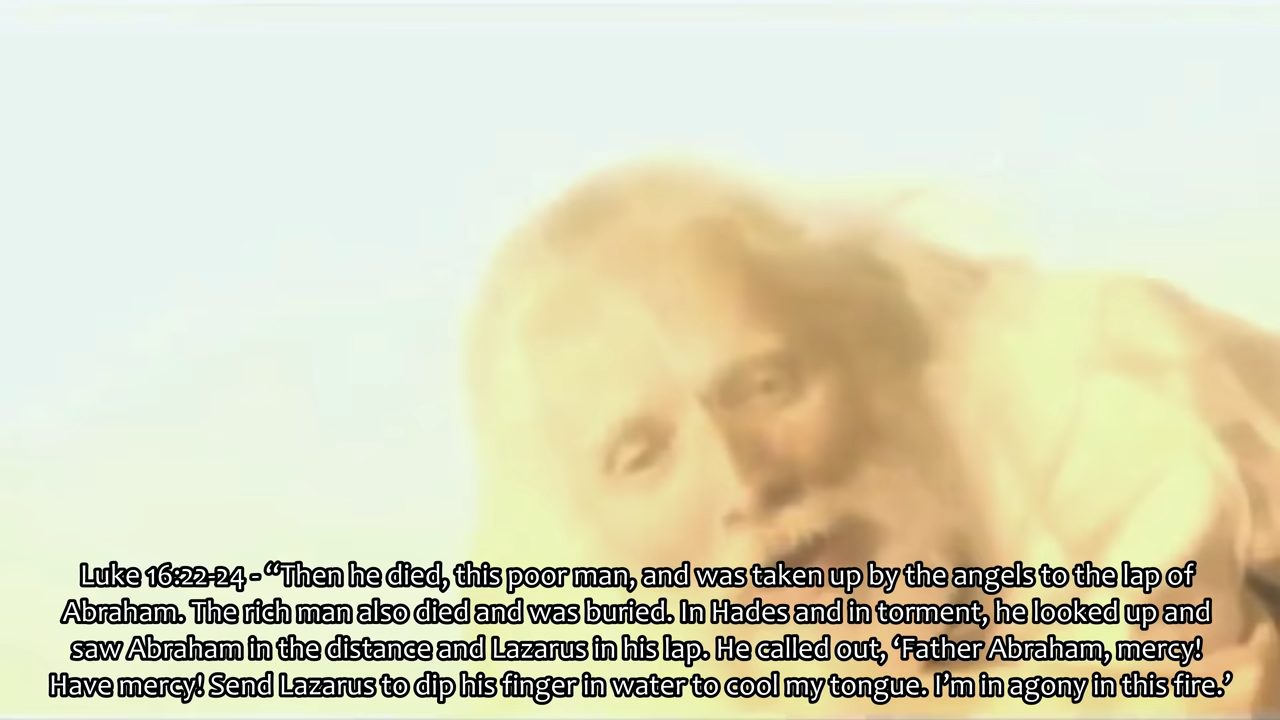 Luke 16:22-24 - “Then he died, this poor man, and was taken up by the angels to the lap of
Abraham. The rich man also died and was buried. In Hades and in torment, he looked up and
saw Abraham in the distance and Lazarus in his lap. He called out, ‘Father Abraham, mercy!
Have mercy! Send Lazarus to dip his finger in water to cool my tongue. I’m in agony in this fire.’